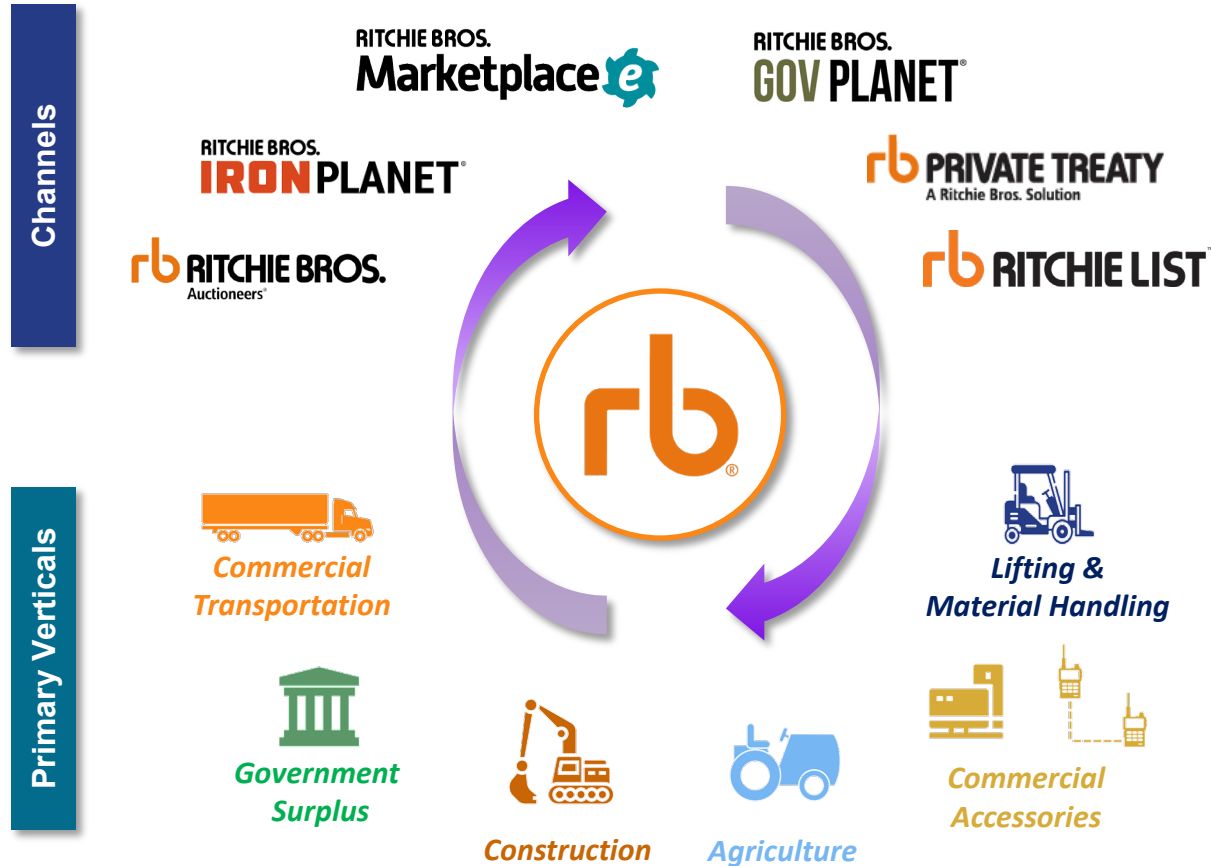 Channels
RITCHIE BROS.
Marketplace e
RITCHIE BROS.
GOV PLANET®
RITCHIE BROS.
IRONPLANET®
rb PRIVATE TREATY
A Ritchie Bros. Solution
rb RITCHIE BROS.
Auctioneers®
rb RITCHIE LIST™
rb®
Primary Verticals
Commercial
Transportation
Lifting &
Material Handling
Government
Surplus
Construction
Agriculture
Commercial
Accessories